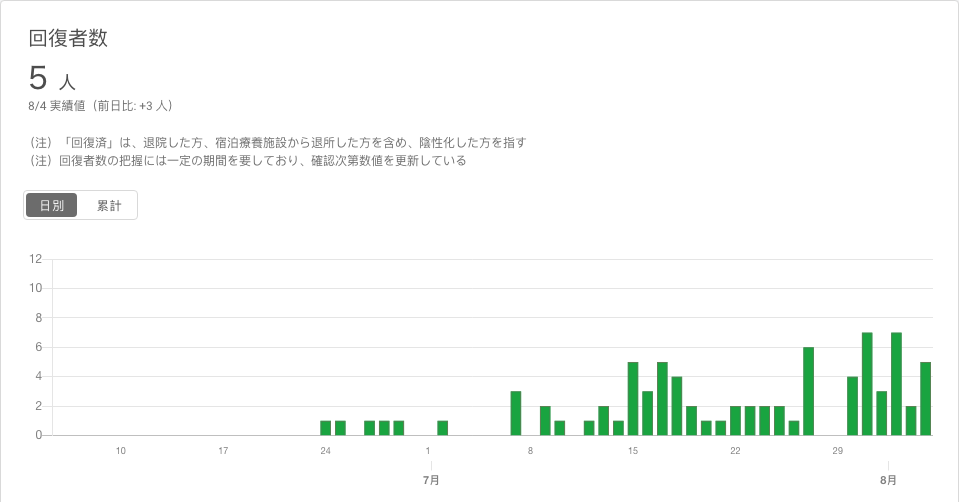 回復者数
5 人
8/4 実績値（前日比: +3 人）
（注）「回復済」は、退院した方、宿泊療養施設から退所した方を含め、陰性化した方を指す
（注）回復者数の把握には一定の期間を要しており、確認次第数値を更新している
日別 累計
12
10
8
6
4
2
0
10 17 24 1 8 15 22 29
7月 8月